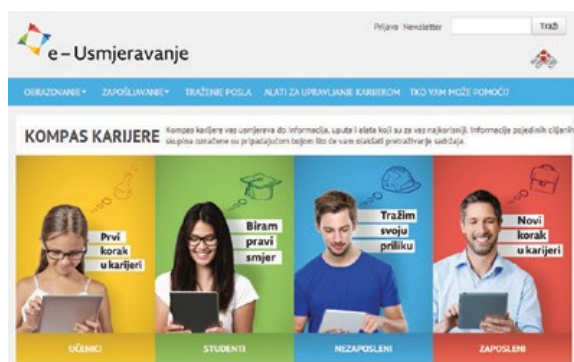 Prijava Newsletter
Traži
e-Usmjeravanje
OBRAZOVANJE ZAPOŠLJAVANJE TRAŽENJE POSLA ALATI ZA UPRAVLJANJE KARIJEROM TKO VAM MOŽE POMOĆI?
KOMPAS KARIJERE
Kompas karijere vas usmjerava do informacija, uputa i alata koji su za vas najkorisniji. Informacije pojedinih ciljanih
skupina označene su pripadajućom bojom što će vam olakšati pretraživanje sadržaja.
Prvi
korak
u karijeri
Biram
pravi
smjer
Tražim
svoju
priliku
Novi
korak
u karijeri
UČENICI
STUDENTI
NEZAPOSLENI
ZAPOSLENI